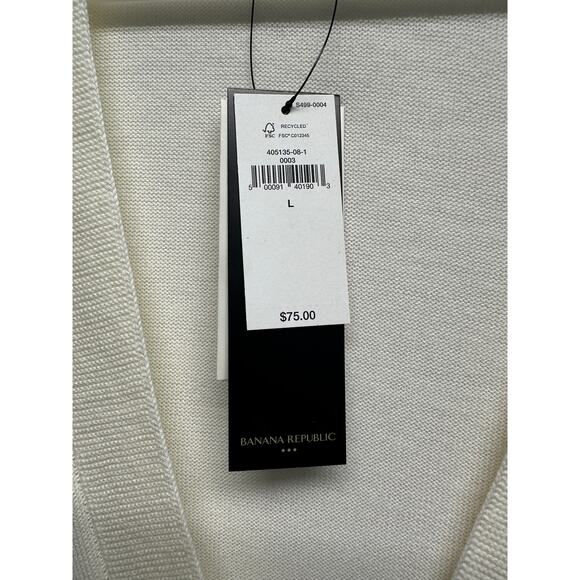 S499-0004
RECYCLED
FSC FSC® C012345
405135-08-1
0003
5 00091 40190 3
L
$75.00
BANANA REPUBLIC